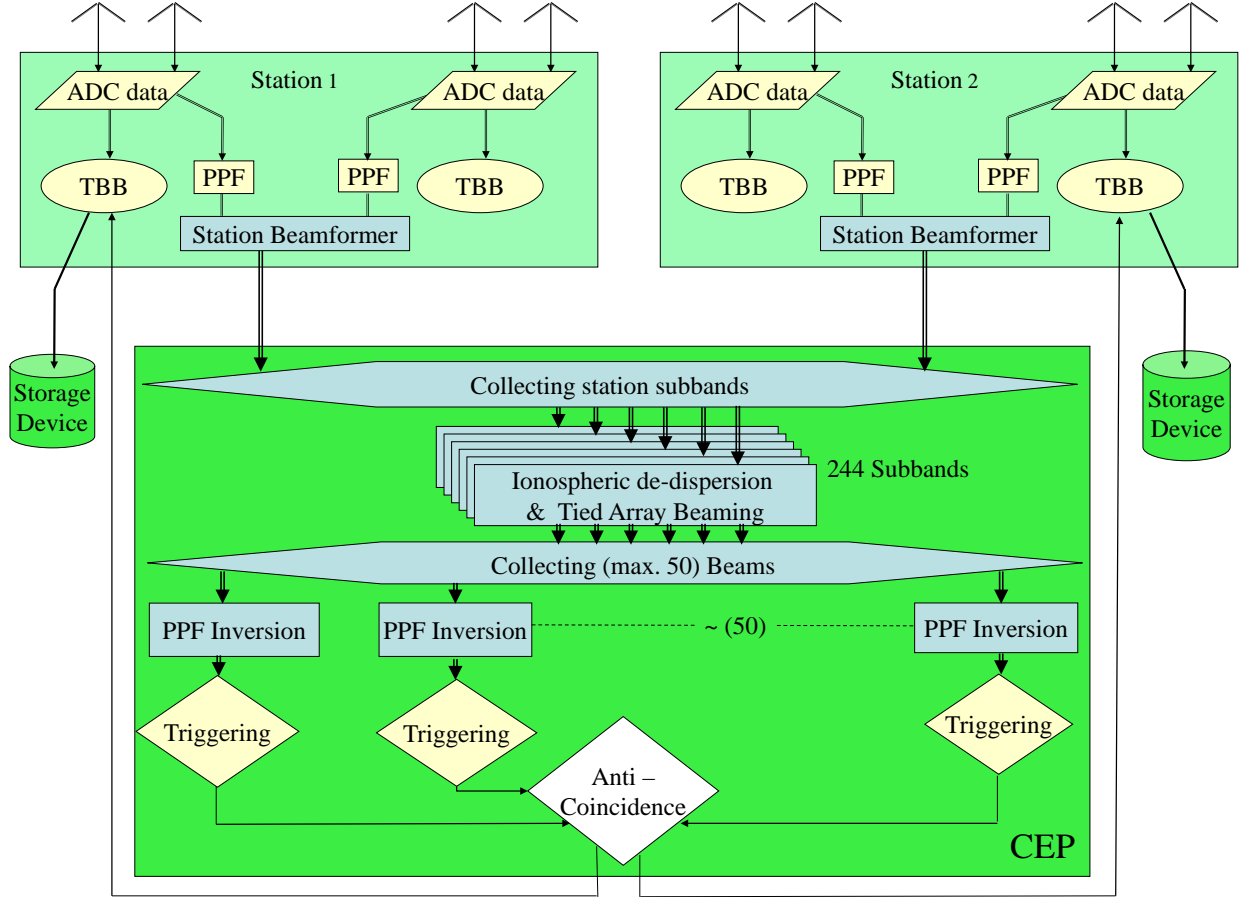 Station 1
Station 2
ADC data
ADC data
ADC data
ADC data
TBB
PPF
PPF
TBB
TBB
PPF
PPF
TBB
Station Beamformer
Station Beamformer
Storage
Device
Storage
Device
Collecting station subbands
244 Subbands
Ionospheric de-dispersion
& Tied Array Beaming
Collecting (max. 50) Beams
PPF Inversion
PPF Inversion
~ (50)
PPF Inversion
Triggering
Triggering
Triggering
Anti –
Coincidence
CEP